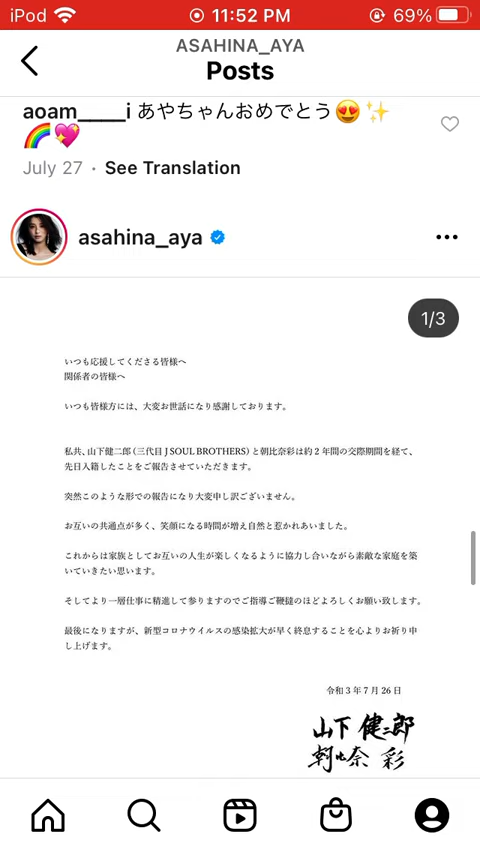 iPod 11:52 PM 69%
ASAHINA_AYA
Posts
aoam____i あやちゃんおめでとう😍✨
🌈💖
July 27 · See Translation
asahina_aya
1/3
いつも応援してくださる皆様へ
関係者の皆様へ
いつも皆様方には、大変お世話になり感謝しております。
私共、山下健二郎(三代目 J SOUL BROTHERS)と朝比奈彩は約 2 年間の交際期間を経て、
先日入籍したことをご報告させていただきます。
突然このような形での報告になり大変申し訳ございません。
お互いの共通点が多く、笑顔になる時間が増え自然と惹かれあいました。
これからは家族としてお互いの人生が楽しくなるように協力し合いながら素敵な家庭を築
いていきたい思います。
そしてより一層仕事に精進して参りますのでご指導ご鞭撻のほどよろしくお願い致します。
最後になりますが、新型コロナウイルスの感染拡大が早く終息することを心よりお祈り申
し上げます。
令和 3 年 7 月 26 日
山下 健二郎
朝比奈 彩